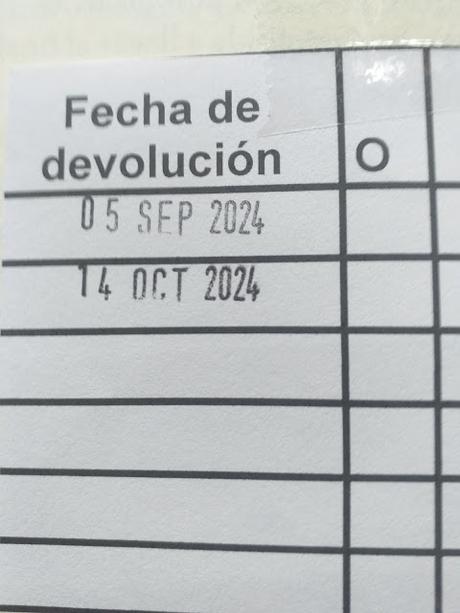 Fecha de
devolución O
05 SEP 2024
14 OCT 2024